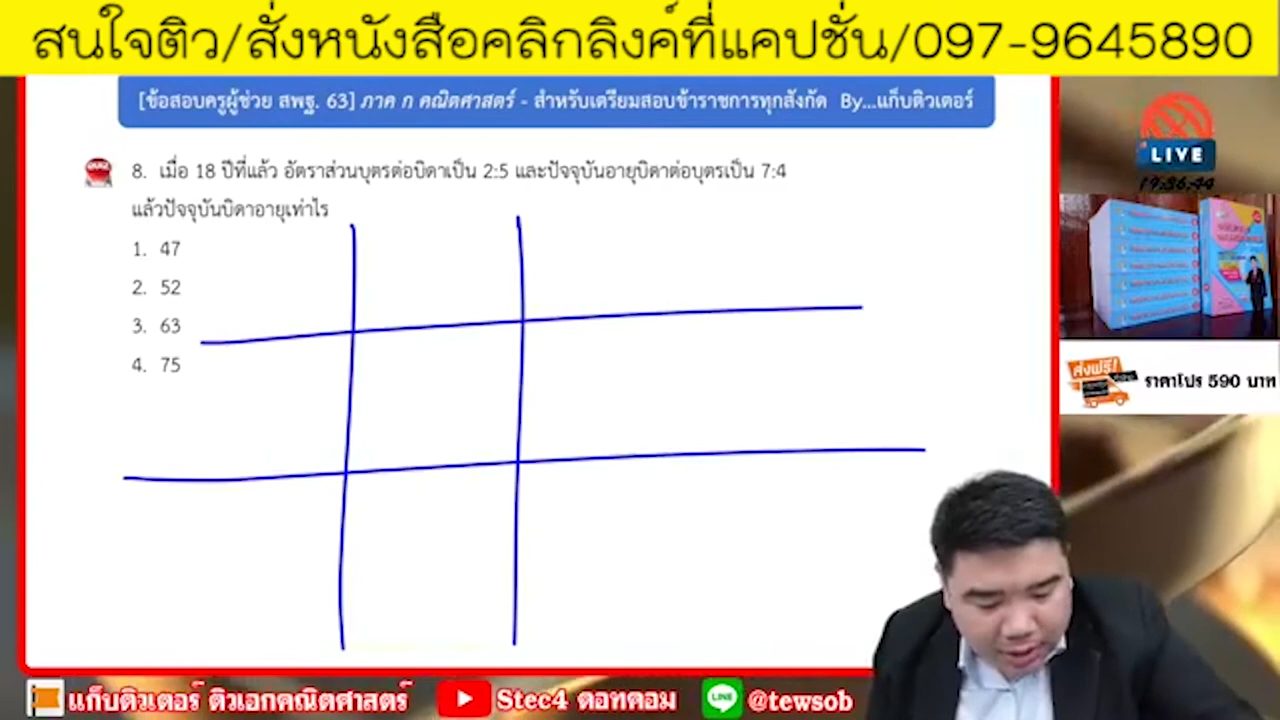 สนใจติว/สั่งหนังสือคลิกลิงค์ที่แคปชั่น/097-9645890
[ข้อสอบครูผู้ช่วย สพฐ. 63] ภาค ก คณิตศาสตร์ - สำหรับเตรียมสอบข้าราชการทุกสังกัด By...แก็บติวเตอร์
8. เมื่อ 18 ปีที่แล้ว อัตราส่วนบุตรต่อบิดาเป็น 2:5 และปัจจุบันอายุบิดาต่อบุตรเป็น 7:4
แล้วปัจจุบันบิดาอายุเท่าไร
1. 47
2. 52
3. 63
4. 75
LIVE
19:36:44
ส่งฟรี!
ราคาโปร 590 บาท
แก็บติวเตอร์ ติวเอกคณิตศาสตร์
Stec4 ดอทคอม
LINE
@tewsob